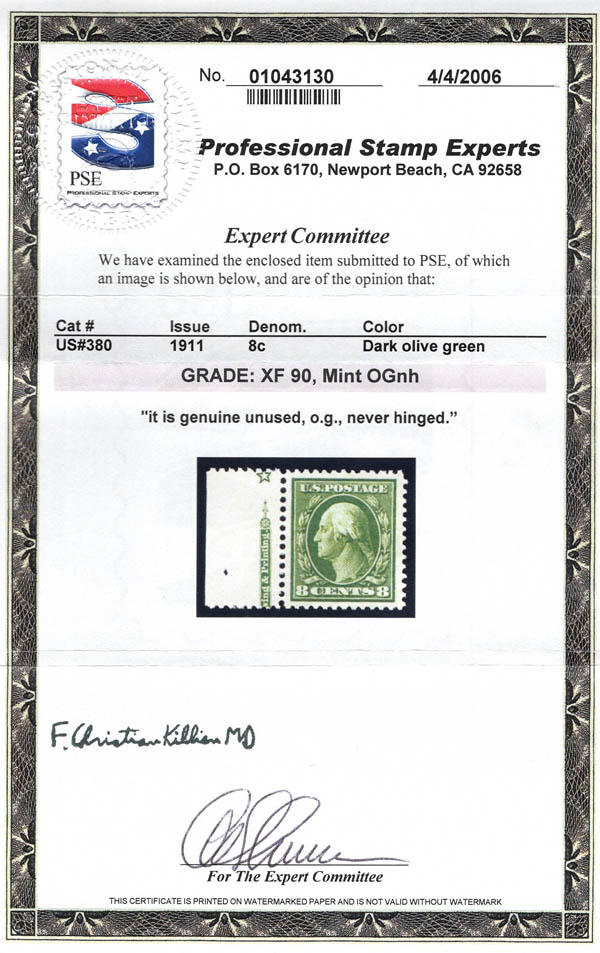 No. 01043130 4/4/2006
PSE
PROFESSIONAL STAMP EXPERTS
Professional Stamp Experts
P.O. Box 6170, Newport Beach, CA 92658
Expert Committee
We have examined the enclosed item submitted to PSE, of which
an image is shown below, and are of the opinion that:
Cat # Issue Denom. Color
US#380 1911 8c Dark olive green
GRADE: XF 90, Mint OGnh
"it is genuine unused, o.g., never hinged.”
U.S. POSTAGE
ing & Printing.
8 CENTS 8
F. Christian Killien MD
For The Expert Committee
THIS CERTIFICATE IS PRINTED ON WATERMARKED PAPER AND IS NOT VALID WITHOUT WATERMARK